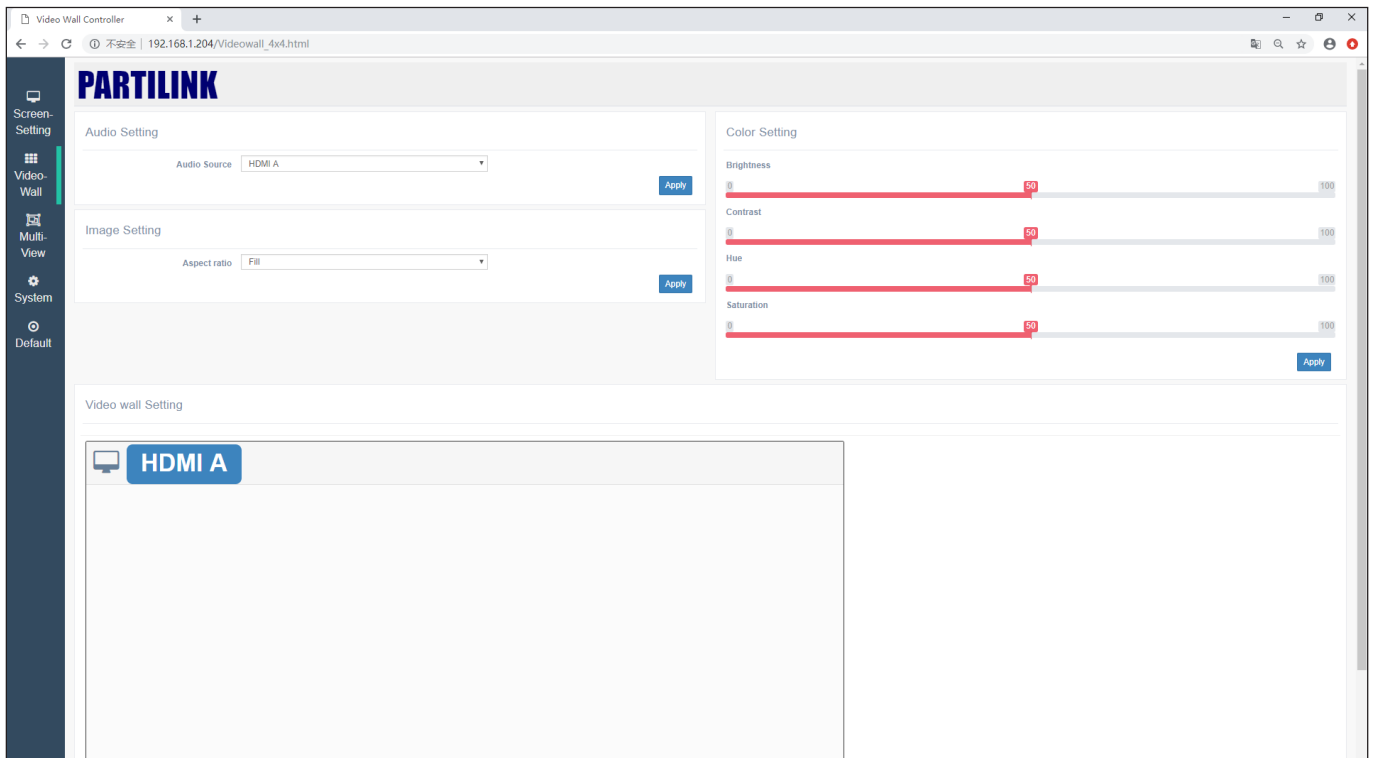 Video Wall Controller
不安全 | 192.168.1.204/Videowall_4x4.html
PARTILINK
Screen-
Setting
Video-
Wall
Multi-
View
System
Default
Audio Setting
Audio Source HDMI A
Apply
Image Setting
Aspect ratio Fill
Apply
Color Setting
Brightness
0 50 100
Contrast
0 50 100
Hue
0 50 100
Saturation
0 50 100
Apply
Video wall Setting
HDMI A